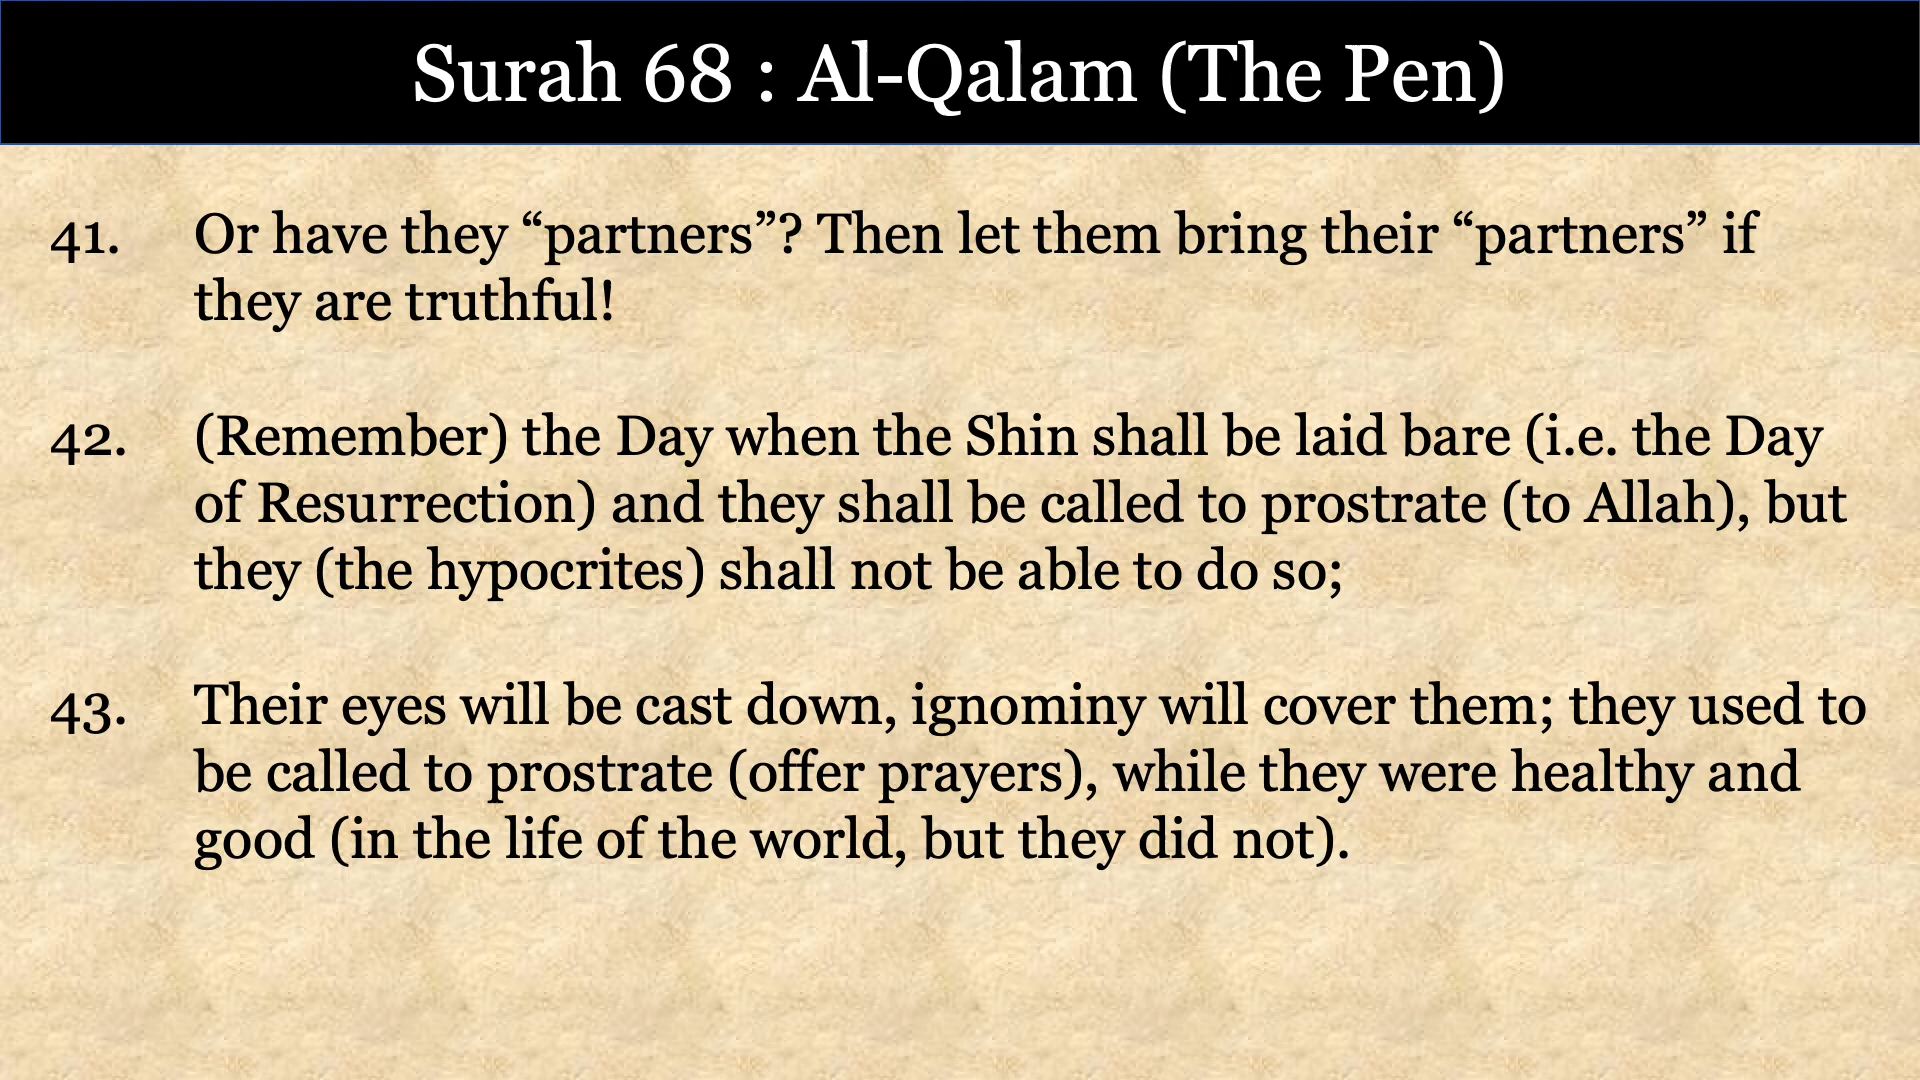 Surah 68 : Al-Qalam (The Pen)
41. Or have they “partners”? Then let them bring their “partners” if
they are truthful!
42. (Remember) the Day when the Shin shall be laid bare (i.e. the Day
of Resurrection) and they shall be called to prostrate (to Allah), but
they (the hypocrites) shall not be able to do so;
43. Their eyes will be cast down, ignominy will cover them; they used to
be called to prostrate (offer prayers), while they were healthy and
good (in the life of the world, but they did not).